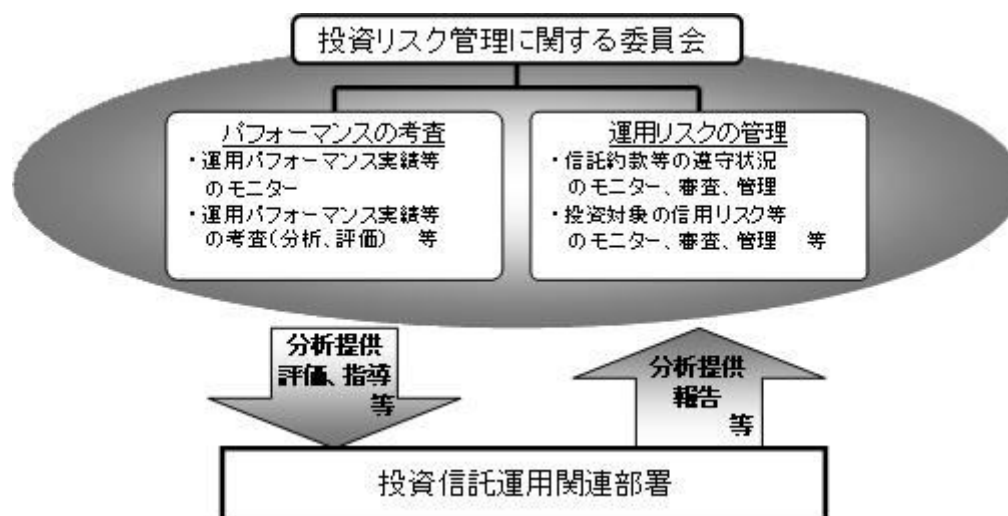 投資リスク管理に関する委員会
パフォーマンスの考査
・運用パフォーマンス実績等
のモニター
・運用パフォーマンス実績等
の考査(分析、評価) 等
運用リスクの管理
・信託約款等の遵守状況
のモニター、審査、管理
・投資対象の信用リスク等
のモニター、審査、管理 等
分析提供
評価、指導
等
分析提供
報告
等
投資信託運用関連部署